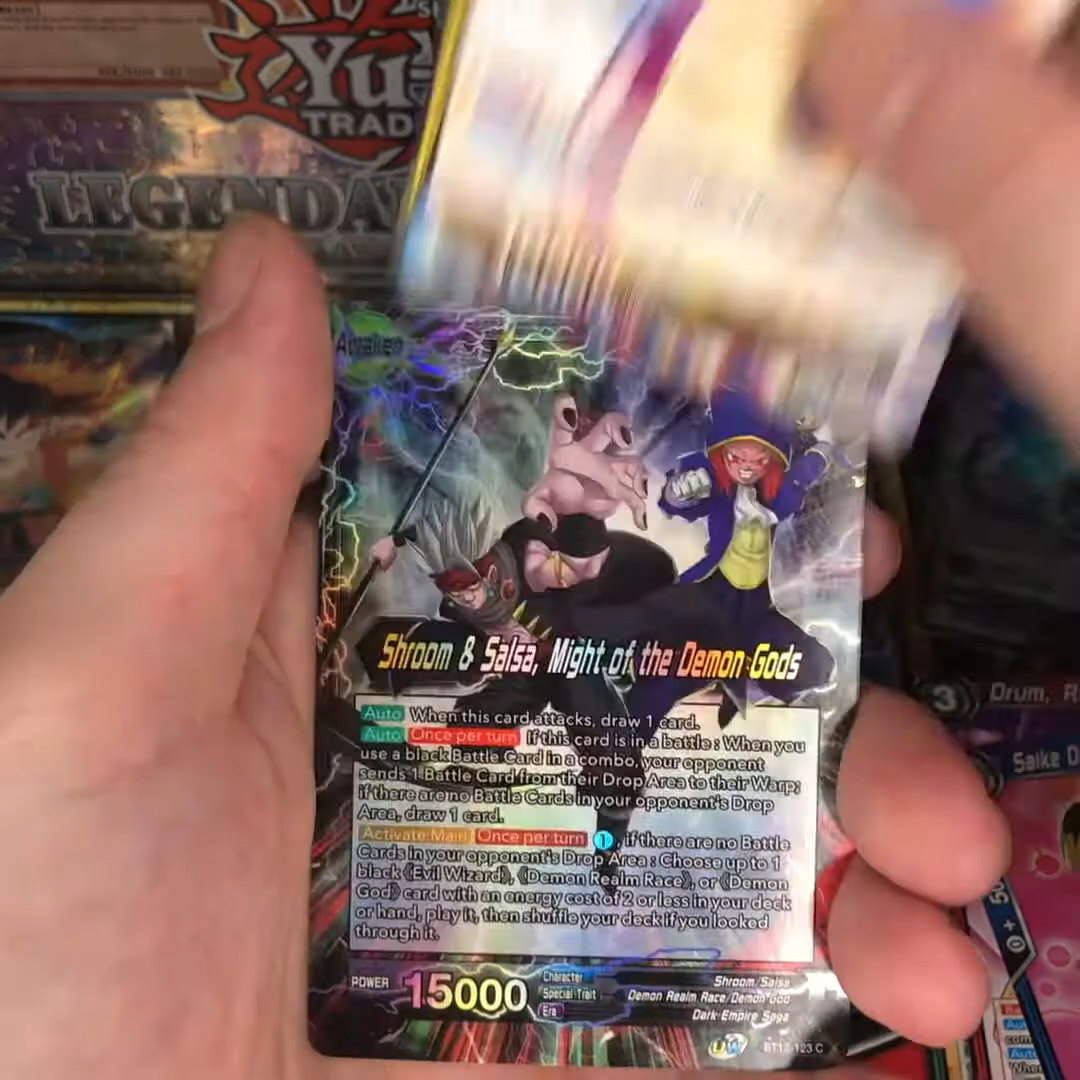 Yu
TRAD
LEGENDA
Awaken
Shroom & Salsa, Might of the Demon Gods
Auto When this card attacks, draw 1 card.
Auto Once per turn If this card is in a battle : When you
use a black Battle Card in a combo, your opponent
sends 1 Battle Card from their Drop Area to their Warp;
if there are no Battle Cards in your opponent's Drop
Area, draw 1 card.
Activate Main Once per turn 1 , if there are no Battle
Cards in your opponent's Drop Area : Choose up to 1
black 《Evil Wizard》, 《Demon Realm Race》, or 《Demon
God》 card with an energy cost of 2 or less in your deck
or hand, play it, then shuffle your deck if you looked
through it.
POWER 15000
Character Shroom/Salsa
Special Trait Demon Realm Race/Demon God
Era Dark Empire Saga
3 Drum, R
Saike D